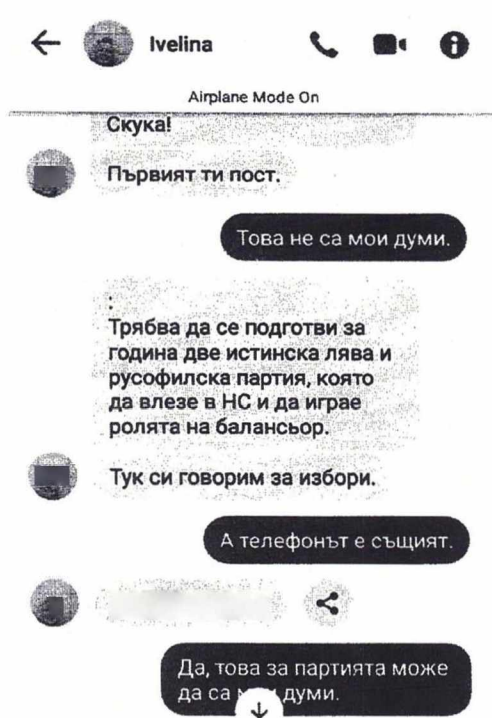 Ivelina
Airplane Mode On
Скука!
Първият ти пост.
Това не са мои думи.
:
Трябва да се подготви за
година две истинска лява и
русофилска партия, която
да влезе в НС и да играе
ролята на балансьор.
Тук си говорим за избори.
А телефонът е същият.
Да, това за партията може
да са думи.